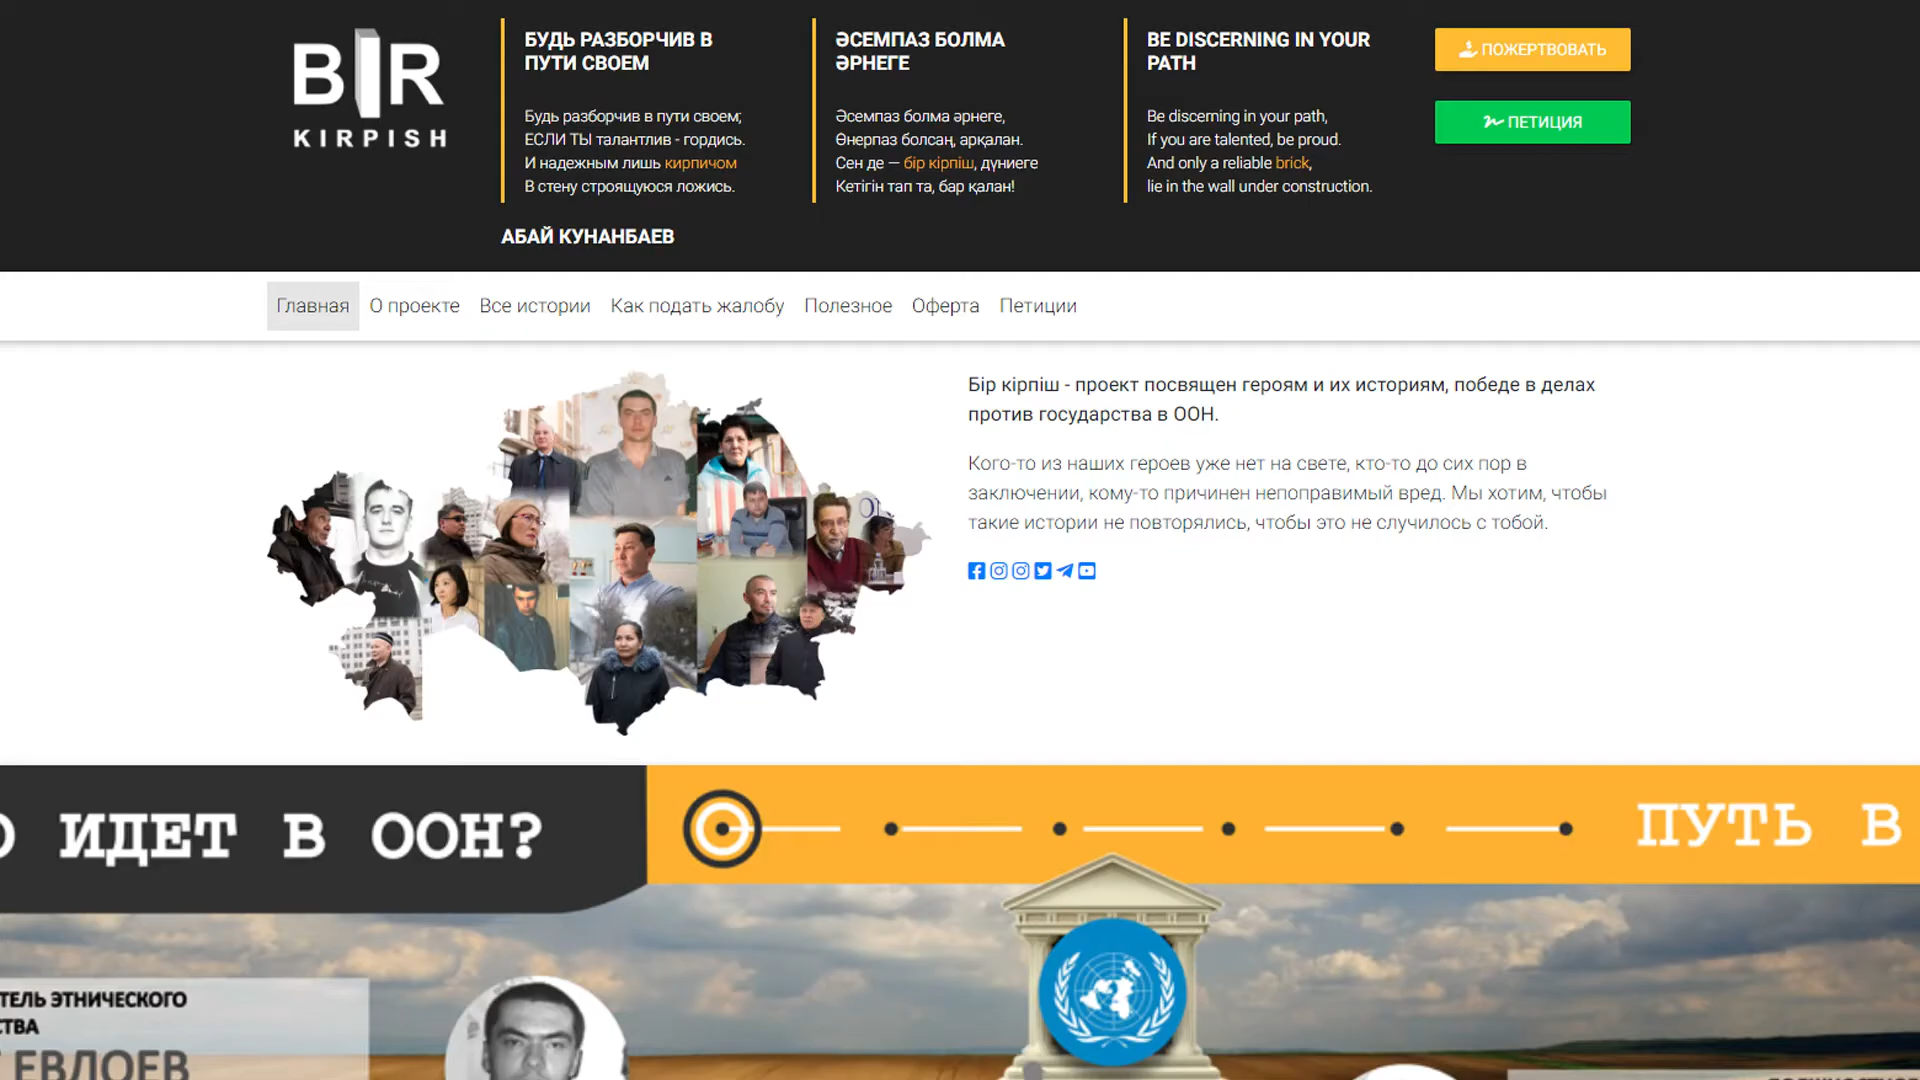 BIR
KIRPISH
БУДЬ РАЗБОРЧИВ В
ПУТИ СВОЕМ
Будь разборчив в пути своем;
ЕСЛИ ТЫ талантлив - гордись.
И надежным лишь кирпичом
В стену строящуюся ложись.
АБАЙ КУНАНБАЕВ
ӘСЕМПАЗ БОЛМА
ӘРНЕГЕ
Әсемпаз болма әрнеге,
Өнерпаз болсаң, арқалан.
Сен де — бір кірпіш, дүниеге
Кетігін тап та, бар қалан!
BE DISCERNING IN YOUR
PATH
Be discerning in your path,
If you are talented, be proud.
And only a reliable brick,
lie in the wall under construction.
ПОЖЕРТВОВАТЬ
ПЕТИЦИЯ
Главная О проекте Все истории Как подать жалобу Полезное Оферта Петиции
Бір кірпіш - проект посвящен героям и их историям, победе в делах
против государства в ООН.
Кого-то из наших героев уже нет на свете, кто-то до сих пор в
заключении, кому-то причинен непоправимый вред. Мы хотим, чтобы
такие истории не повторялись, чтобы это не случилось с тобой.
О ИДЕТ В ООН?
ПУТЬ В
ТЕЛЬ ЭТНИЧЕСКОГО
СТВА
ЕВЛОЕВ